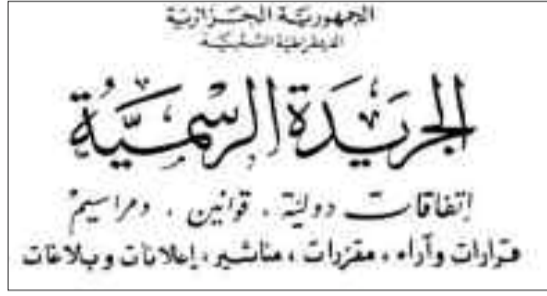 الجمهورية الجزائرية
الديمقراطية الشعبية
الجريدة الرسمية
إتفاقات دولية ، قوانين ، ومراسيم
قرارات وآراء ، مقررات ، مناشير ، إعلانات وبلاغات